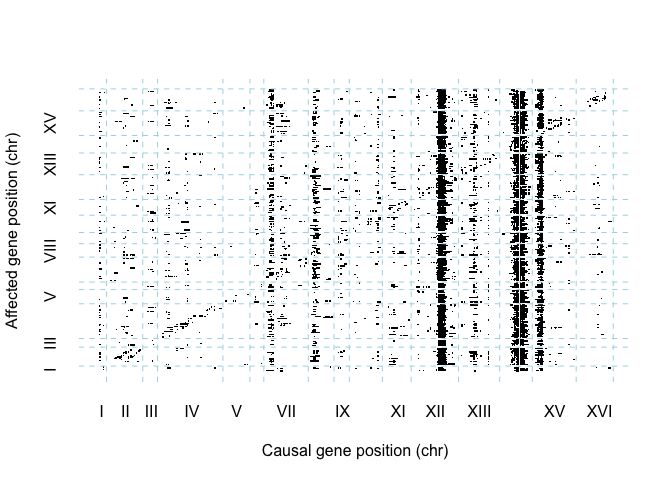 Affected gene position (chr)
XV
XIII
XI
VIII
V
III
I
I II III IV V VII IX XI XII XIII XV XVI
Causal gene position (chr)